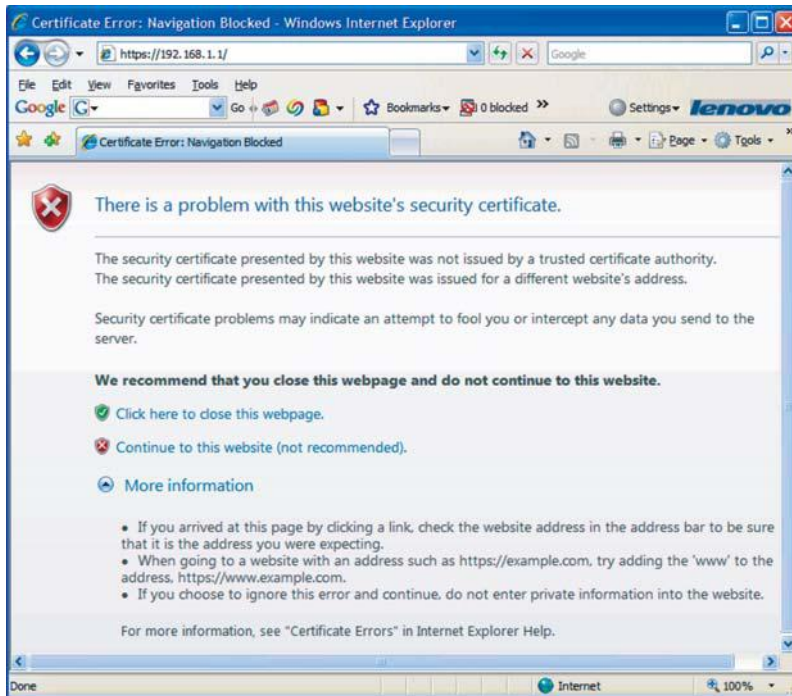 Certificate Error: Navigation Blocked - Windows Internet Explorer
https://192.168.1.1/
Google
File Edit View Favorites Tools Help
Google G Go Bookmarks 0 blocked » Settings lenovo
Certificate Error: Navigation Blocked Page Tools »
There is a problem with this website's security certificate.
The security certificate presented by this website was not issued by a trusted certificate authority.
The security certificate presented by this website was issued for a different website's address.
Security certificate problems may indicate an attempt to fool you or intercept any data you send to the
server.
We recommend that you close this webpage and do not continue to this website.
Click here to close this webpage.
Continue to this website (not recommended).
More information
• If you arrived at this page by clicking a link, check the website address in the address bar to be sure
that it is the address you were expecting.
• When going to a website with an address such as https://example.com, try adding the 'www' to the
address, https://www.example.com.
• If you choose to ignore this error and continue, do not enter private information into the website.
For more information, see "Certificate Errors" in Internet Explorer Help.
Done Internet 100%